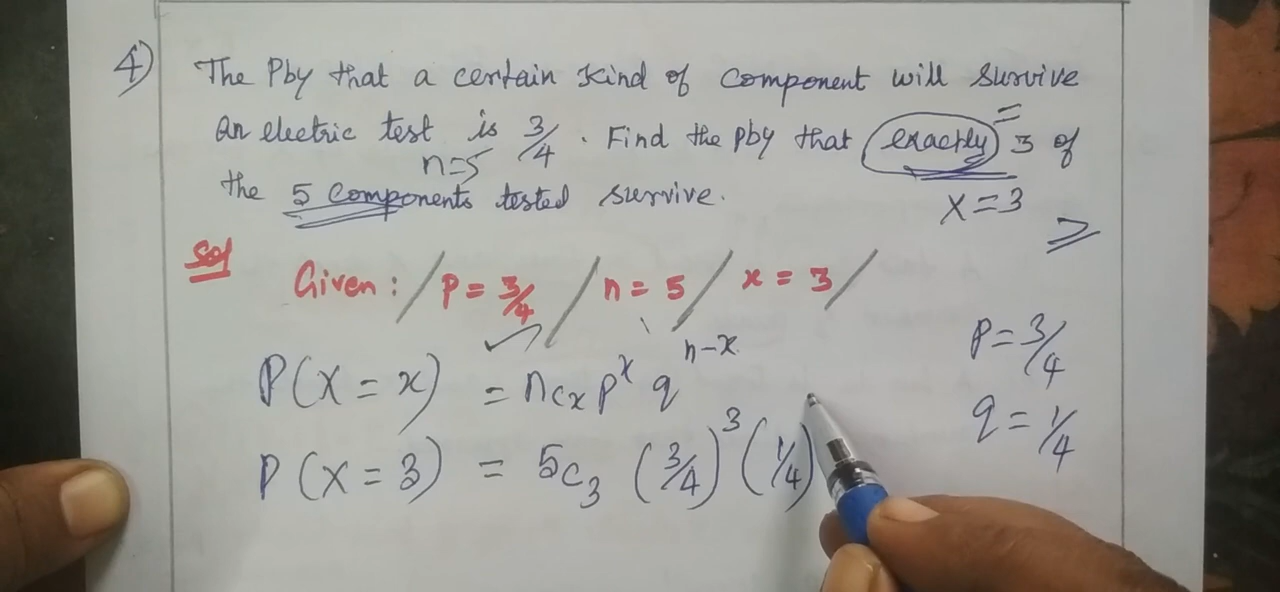 4) The Pby that a certain kind of component will survive
an electric test is 3/4 . Find the pby that exactly 3 of
n=5
the 5 components tested survive.
x=3
Sol
Given: / p = 3/4 / n = 5 / x = 3 /
p = 3/4
P(X = x) = ncx p^x q^n-x
q = 1/4
P(X = 3) = 5c3 (3/4)^3 (1/4)